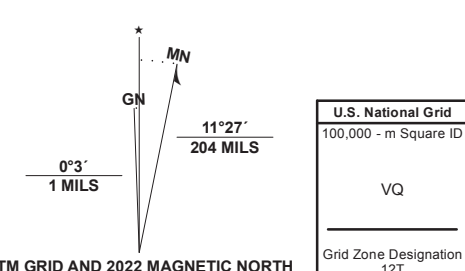 ★
MN
GN
11°27´
204 MILS
0°3´
1 MILS
TM GRID AND 2022 MAGNETIC NORTH
U.S. National Grid
100,000 - m Square ID
VQ
Grid Zone Designation
12T